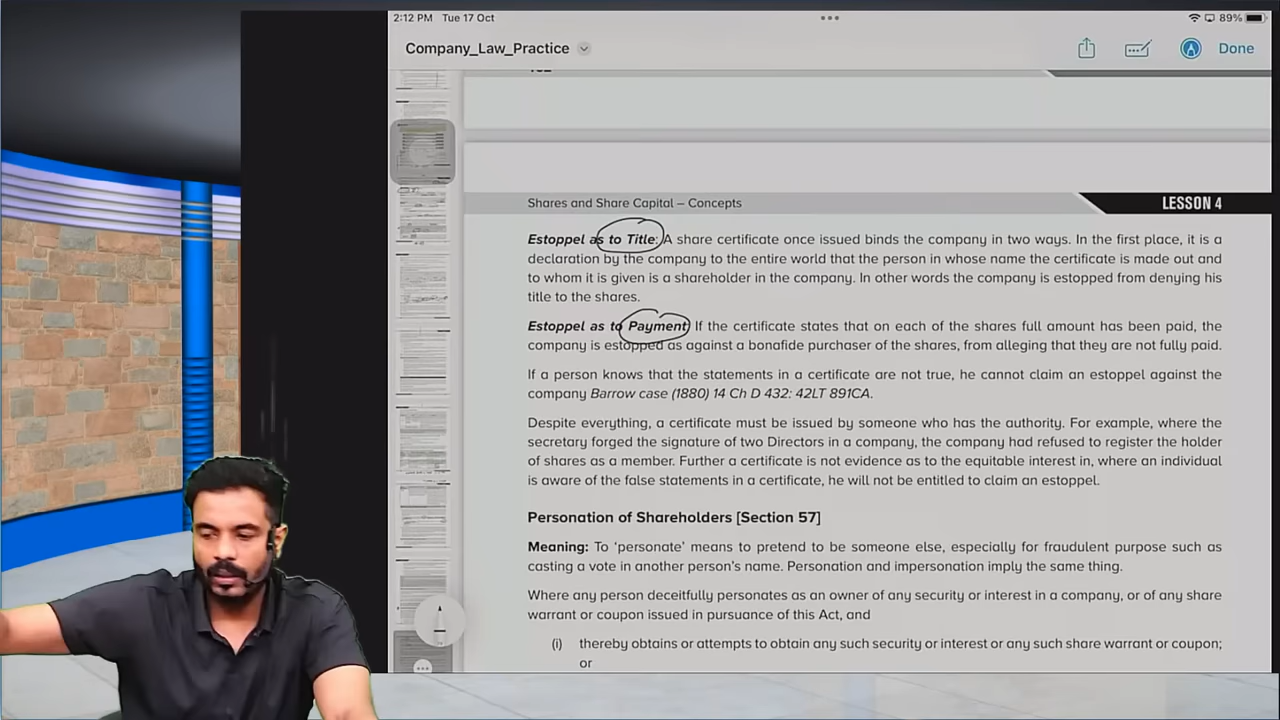 2:12 PM Tue 17 Oct
89%
Company_Law_Practice
Done
Shares and Share Capital – Concepts
LESSON 4
Estoppel as to Title: A share certificate once issued binds the company in two ways. In the first place, it is a
declaration by the company to the entire world that the person in whose name the certificate is made out and
to whom it is given is a shareholder in the company. In other words the company is estopped from denying his
title to the shares.
Estoppel as to Payment: If the certificate states that on each of the shares full amount has been paid, the
company is estopped as against a bonafide purchaser of the shares, from alleging that they are not fully paid.
If a person knows that the statements in a certificate are not true, he cannot claim an estoppel against the
company Barrow case (1880) 14 Ch D 432: 42LT 891CA.
Despite everything, a certificate must be issued by someone who has the authority. For example, where the
secretary forged the signature of two Directors in a company, the company had refused to register the holder
of shares as a member. Further a certificate is not evidence as to the equitable interest in, where an individual
is aware of the false statements in a certificate, he will not be entitled to claim an estoppel.
Personation of Shareholders [Section 57]
Meaning: To 'personate' means to pretend to be someone else, especially for fraudulent purpose such as
casting a vote in another person's name. Personation and impersonation imply the same thing.
Where any person deceitfully personates as an owner of any security or interest in a company, or of any share
warrant or coupon issued in pursuance of this Act, and
(i) thereby obtains or attempts to obtain any such security or interest or any such share warrant or coupon;
or